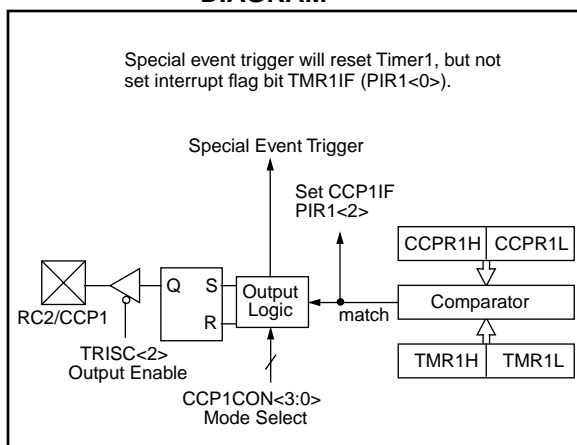 DIAGRAM
Special event trigger will reset Timer1, but not
set interrupt flag bit TMR1IF (PIR1<0>).
Special Event Trigger
Set CCP1IF
PIR1<2>
CCPR1H CCPR1L
Q S Output
Logic
R
match
Comparator
RC2/CCP1
TRISC<2>
Output Enable
TMR1H TMR1L
CCP1CON<3:0>
Mode Select